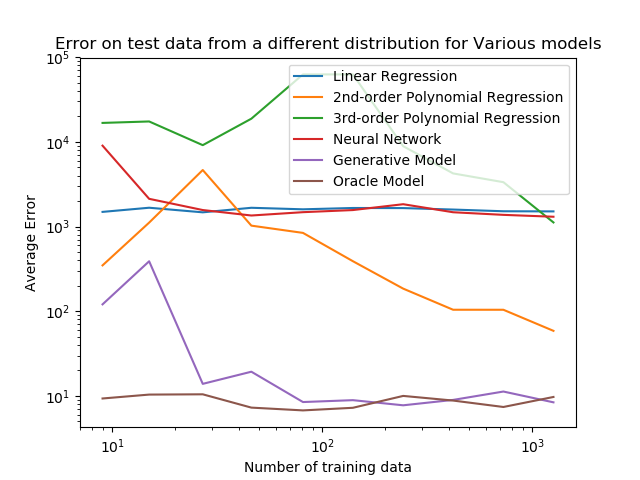 Error on test data from a different distribution for Various models
10^5
10^4
10^3
10^2
10^1
Average Error
Linear Regression
2nd-order Polynomial Regression
3rd-order Polynomial Regression
Neural Network
Generative Model
Oracle Model
10^1 10^2 10^3
Number of training data